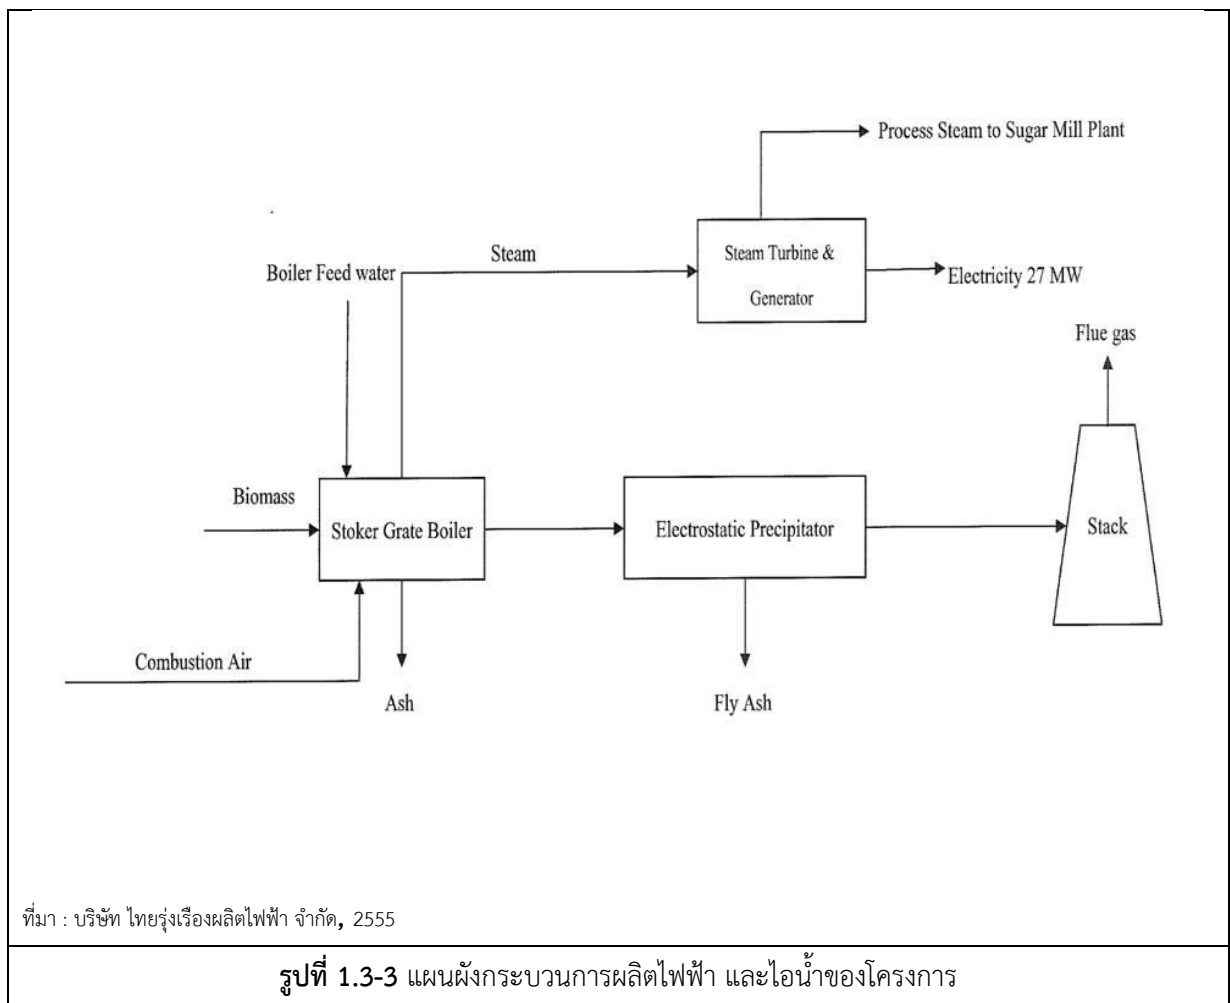 Process Steam to Sugar Mill Plant
Steam
Steam Turbine &
Generator
Boiler Feed water
Electricity 27 MW
Flue gas
Biomass
Stoker Grate Boiler
Electrostatic Precipitator
Stack
Combustion Air
Ash
Fly Ash
ที่มา : บริษัท ไทยรุ่งเรืองผลิตไฟฟ้า จำกัด, 2555
รูปที่ 1.3-3 แผนผังกระบวนการผลิตไฟฟ้า และไอน้ำของโครงการ